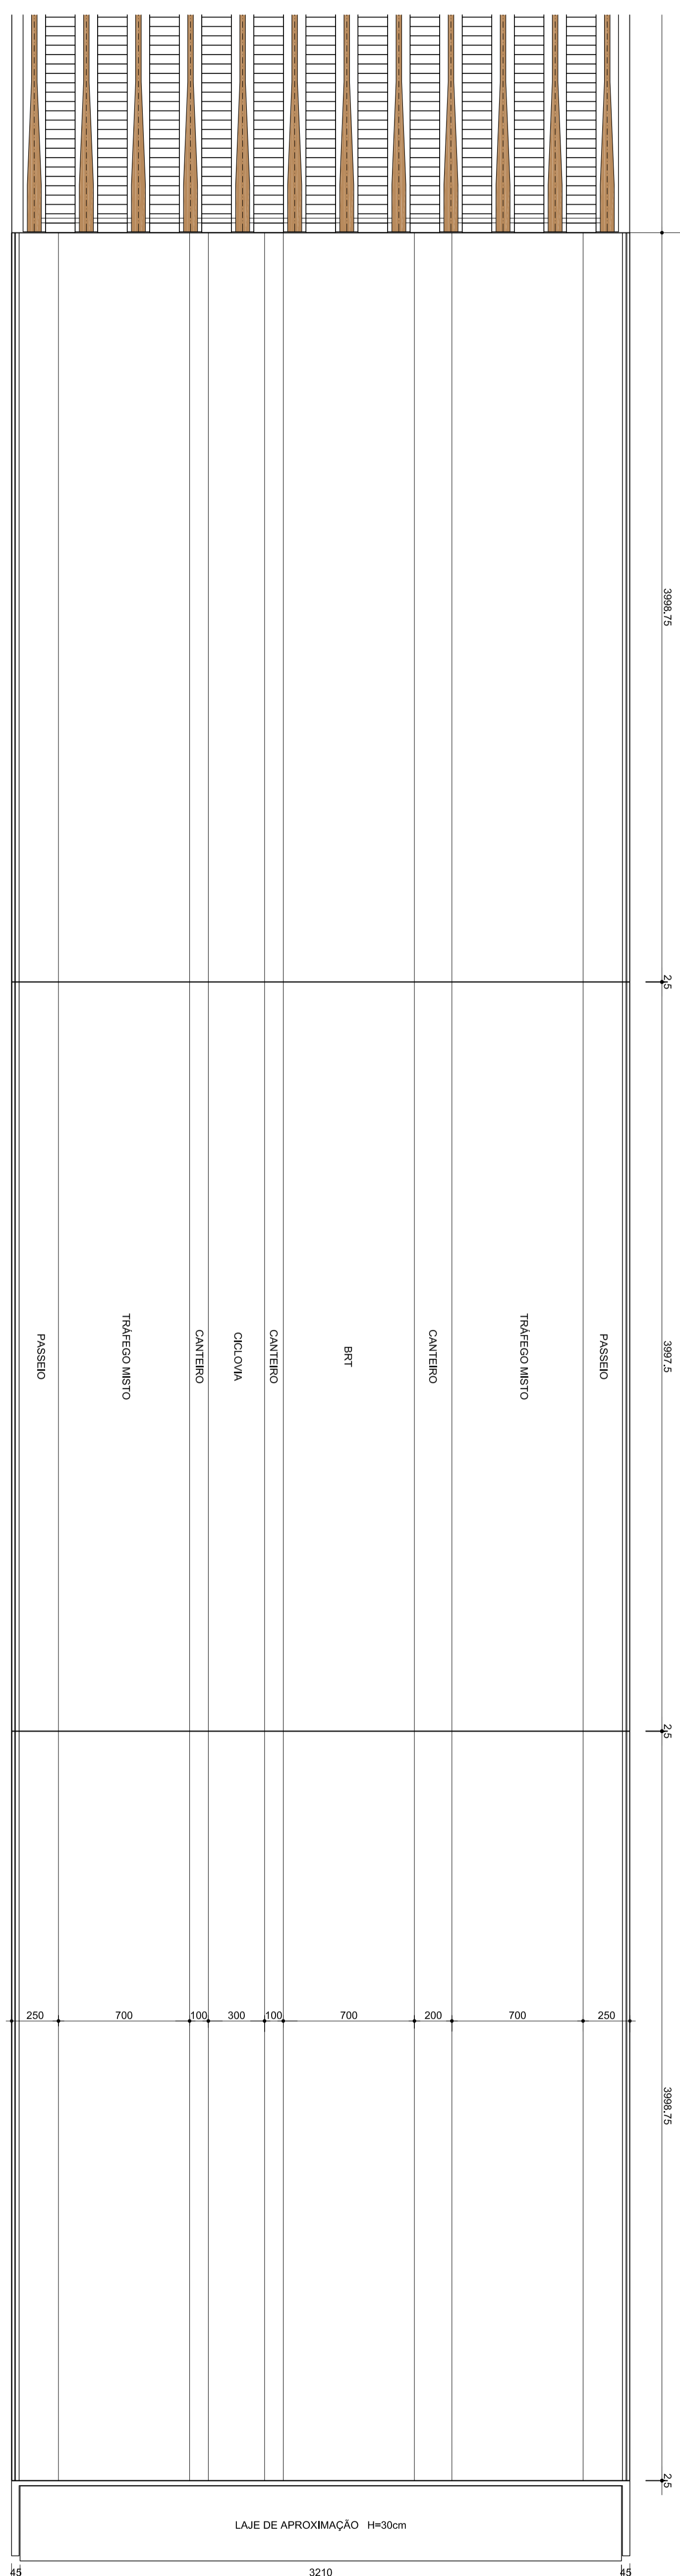 3998.75
2.5
PASSEIO
TRÁFEGO MISTO
CANTEIRO
CICLOVIA
CANTEIRO
BRT
CANTEIRO
TRÁFEGO MISTO
PASSEIO
3997.5
2.5
250
700
100
300
100
700
200
700
250
3998.75
2.5
LAJE DE APROXIMAÇÃO H=30cm
45
3210
45